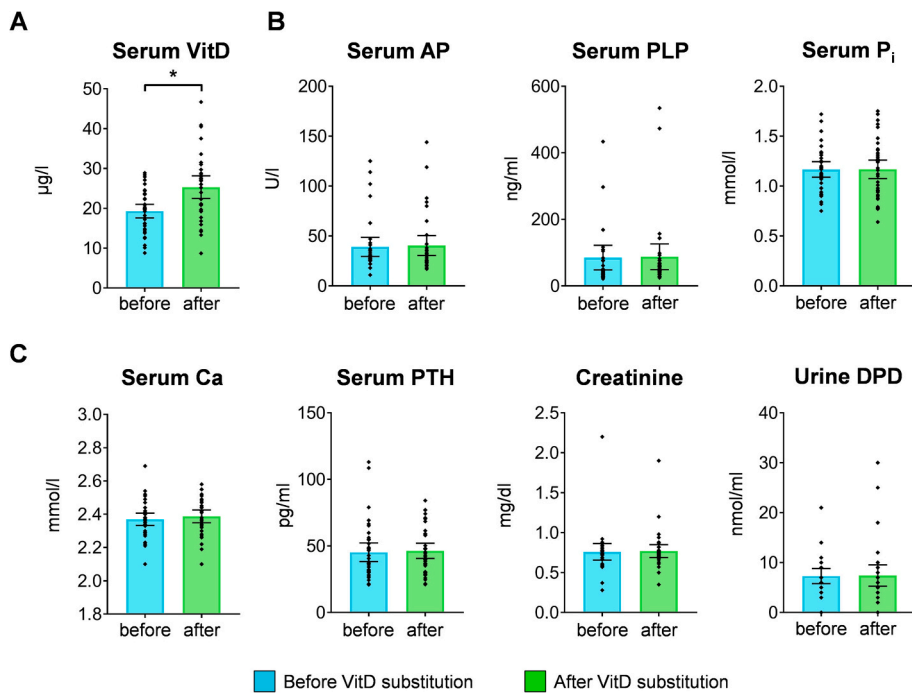 A
B
Serum VitD
Serum AP
Serum PLP
Serum Pi
*
50
40
30
20
10
0
µg/l
before
after
200
150
100
50
0
U/l
before
after
600
400
200
0
ng/ml
before
after
2.0
1.5
1.0
0.5
0.0
mmol/l
before
after
C
Serum Ca
Serum PTH
Creatinine
Urine DPD
3.0
2.8
2.6
2.4
2.2
2.0
1.8
mmol/l
before
after
150
100
50
0
pg/ml
before
after
2.5
2.0
1.5
1.0
0.5
0.0
mg/dl
before
after
40
30
20
10
0
nmol/ml
before
after
Before VitD substitution
After VitD substitution